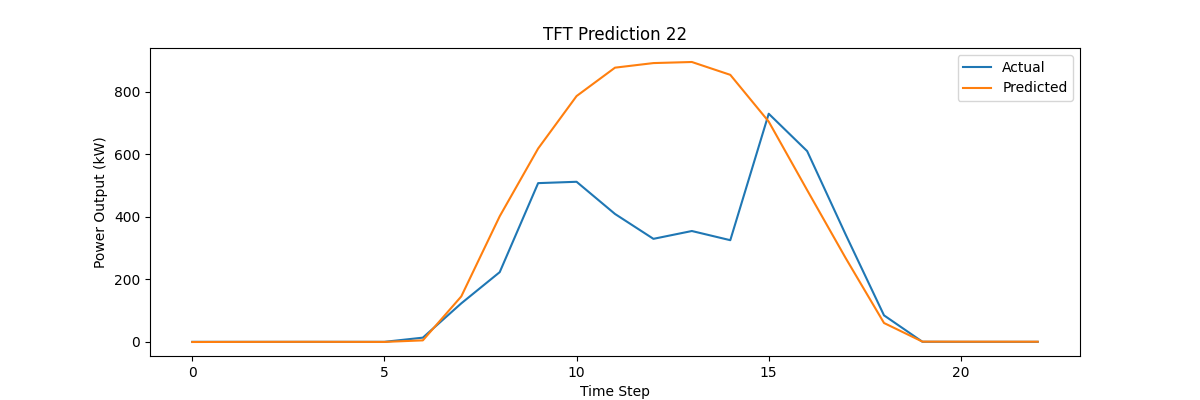 TFT Prediction 22
Actual
Predicted
Power Output (kW)
800
600
400
200
0
0 5 10 15 20
Time Step